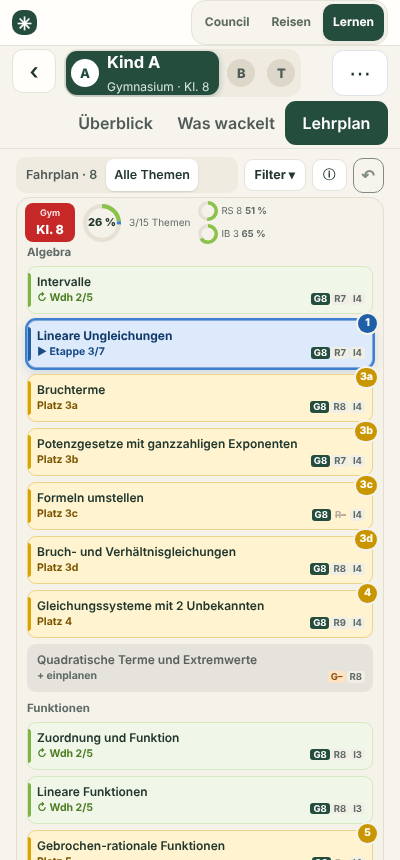 Council Reisen Lernen
‹ A Kind A B T ...
Gymnasium · Kl. 8
Überblick Was wackelt Lehrplan
Fahrplan · 8 Alle Themen Filter ▾ ⓘ ↶
Gym
Kl. 8
26 % 3/15 Themen
RS 8 51 %
IB 3 65 %
Algebra
Intervalle
↻ Wdh 2/5 G8 R7 I4
1
Lineare Ungleichungen
▶ Etappe 3/7 G8 R7 I4
3a
Bruchterme
Platz 3a G8 R8 I4
3b
Potenzgesetze mit ganzzahligen Exponenten
Platz 3b G8 R7 I4
3c
Formeln umstellen
Platz 3c G8 R– I4
3d
Bruch- und Verhältnisgleichungen
Platz 3d G8 R8 I4
4
Gleichungssysteme mit 2 Unbekannten
Platz 4 G8 R9 I4
Quadratische Terme und Extremwerte
+ einplanen G– R8
Funktionen
Zuordnung und Funktion
↻ Wdh 2/5 G8 R8 I3
Lineare Funktionen
↻ Wdh 2/5 G8 R8 I3
5
Gebrochen-rationale Funktionen